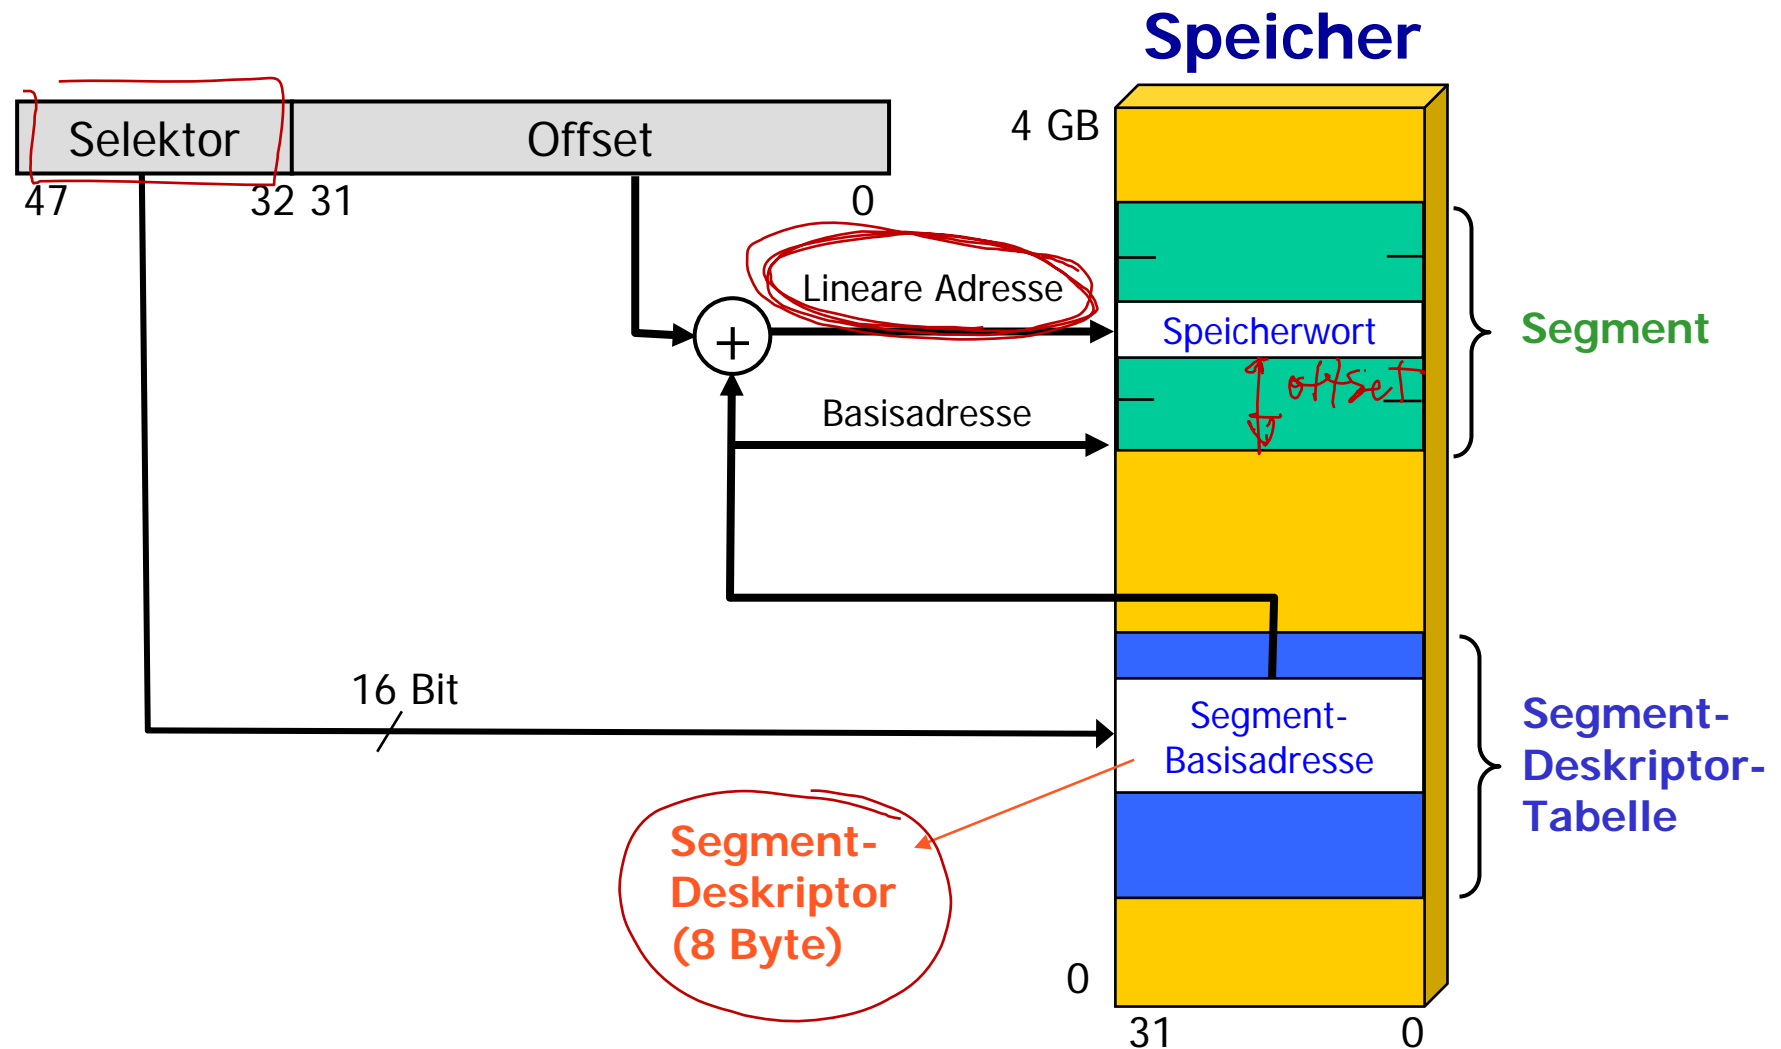 Speicher
Selektor
Offset
4 GB
47
32
31
0
Lineare Adresse
+
Speicherwort
Segment
offset
Basisadresse
16 Bit
Segment-
Basisadresse
Segment-
Deskriptor-
Tabelle
Segment-
Deskriptor
(8 Byte)
0
31
0